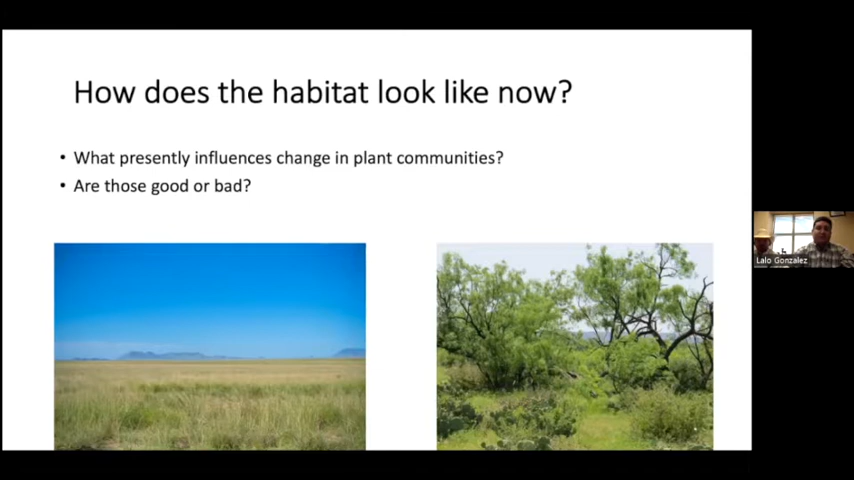 How does the habitat look like now?
• What presently influences change in plant communities?
• Are those good or bad?
Lalo Gonzalez